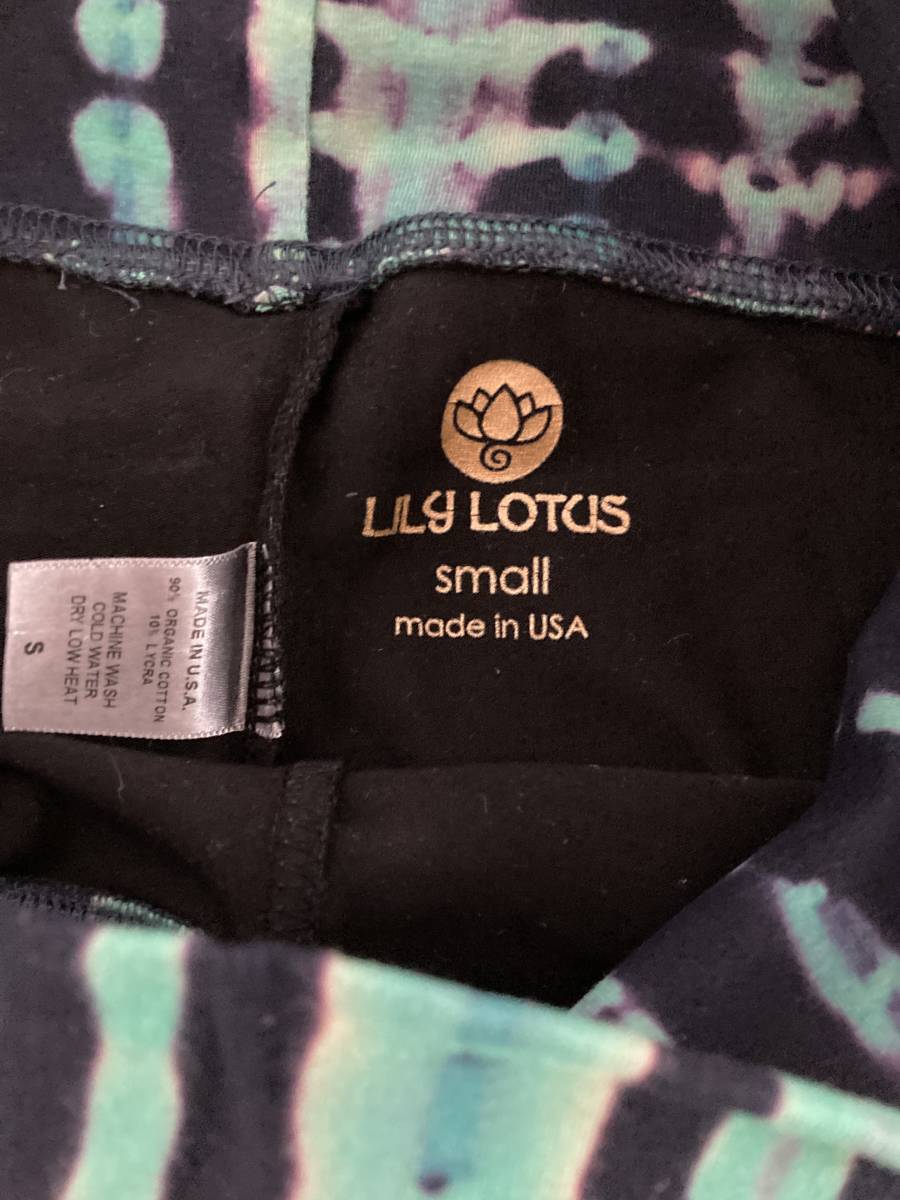 LILY LOTUS
small
made in USA
MADE IN U.S.A.
90% ORGANIC COTTON
10% LYCRA
MACHINE WASH
COLD WATER
DRY LOW HEAT
S